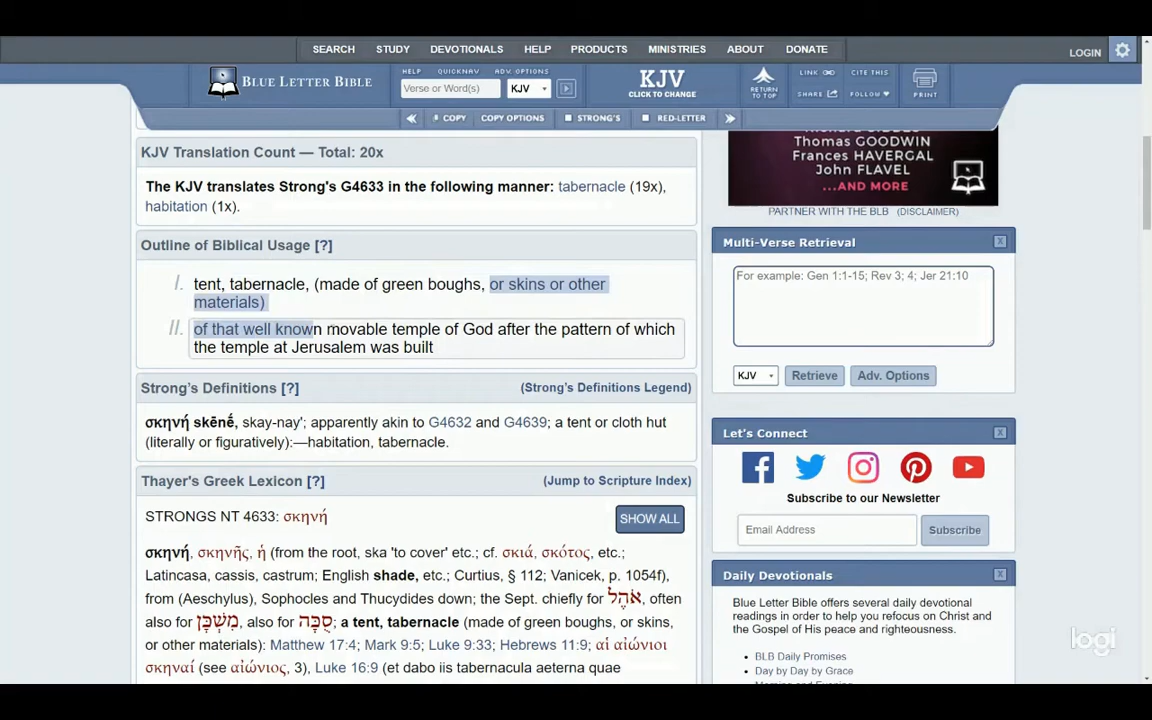 SEARCH STUDY DEVOTIONALS HELP PRODUCTS MINISTRIES ABOUT DONATE
LOGIN
BLUE LETTER BIBLE
HELP QUICKNAV ADV. OPTIONS
Verse or Word(s) KJV
KJV
CLICK TO CHANGE
RETURN
TO TOP
LINK CITE THIS
SHARE FOLLOW
PRINT
COPY COPY OPTIONS STRONG'S RED-LETTER
KJV Translation Count — Total: 20x
The KJV translates Strong's G4633 in the following manner: tabernacle (19x),
habitation (1x).
Outline of Biblical Usage [?]
I. tent, tabernacle, (made of green boughs, or skins or other
materials)
II. of that well known movable temple of God after the pattern of which
the temple at Jerusalem was built
Strong's Definitions [?] (Strong's Definitions Legend)
σκηνή skēnḗ, skay-nay'; apparently akin to G4632 and G4639; a tent or cloth hut
(literally or figuratively):—habitation, tabernacle.
Thayer's Greek Lexicon [?] (Jump to Scripture Index)
STRONGS NT 4633: σκηνή
SHOW ALL
σκηνή, σκηνῆς, ἡ (from the root, ska 'to cover' etc.; cf. σκιά, σκότος, etc.;
Latincasa, cassis, castrum; English shade, etc.; Curtius, § 112; Vanicek, p. 1054f),
from (Aeschylus), Sophocles and Thucydides down; the Sept. chiefly for אֹהֶל, often
also for מִשְׁכָּן, also for סֻכָּה; a tent, tabernacle (made of green boughs, or skins,
or other materials): Matthew 17:4; Mark 9:5; Luke 9:33; Hebrews 11:9; αἱ αἰώνιοι
σκηναί (see αἰώνιος, 3), Luke 16:9 (et dabo iis tabernacula aeterna quae
Thomas GOODWIN
Frances HAVERGAL
John FLAVEL
...AND MORE
PARTNER WITH THE BLB (DISCLAIMER)
Multi-Verse Retrieval X
For example: Gen 1:1-15; Rev 3; 4; Jer 21:10
KJV Retrieve Adv. Options
Let's Connect X
Subscribe to our Newsletter
Email Address Subscribe
Daily Devotionals X
Blue Letter Bible offers several daily devotional
readings in order to help you refocus on Christ and
the Gospel of His peace and righteousness.
BLB Daily Promises
Day by Day by Grace
logi